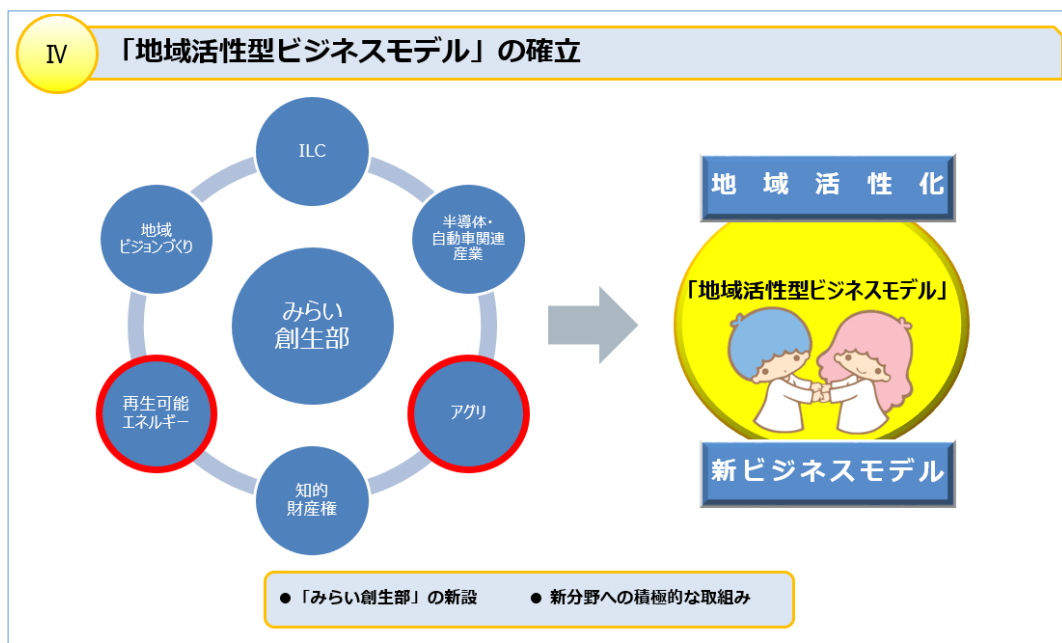 Ⅳ
「地域活性型ビジネスモデル」の確立
ILC
地域
ビジョンづくり
半導体・
自動車関連
産業
みらい
創生部
再生可能
エネルギー
アグリ
知的
財産権
地域活性化
「地域活性型ビジネスモデル」
新ビジネスモデル
● 「みらい創生部」の新設
● 新分野への積極的な取組み